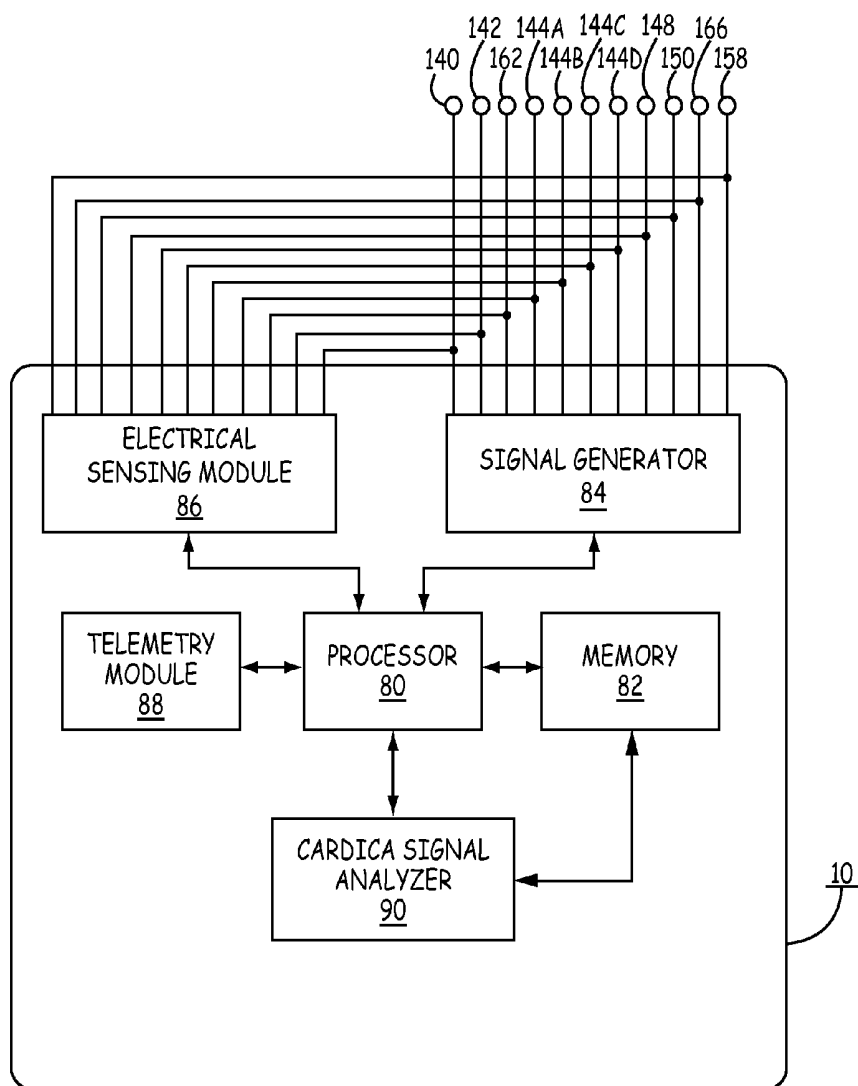 142 144A 144C 148 166
140 162 144B 144D 150 158
ELECTRICAL
SENSING MODULE
86
SIGNAL GENERATOR
84
TELEMETRY
MODULE
88
PROCESSOR
80
MEMORY
82
CARDICA SIGNAL
ANALYZER
90
10